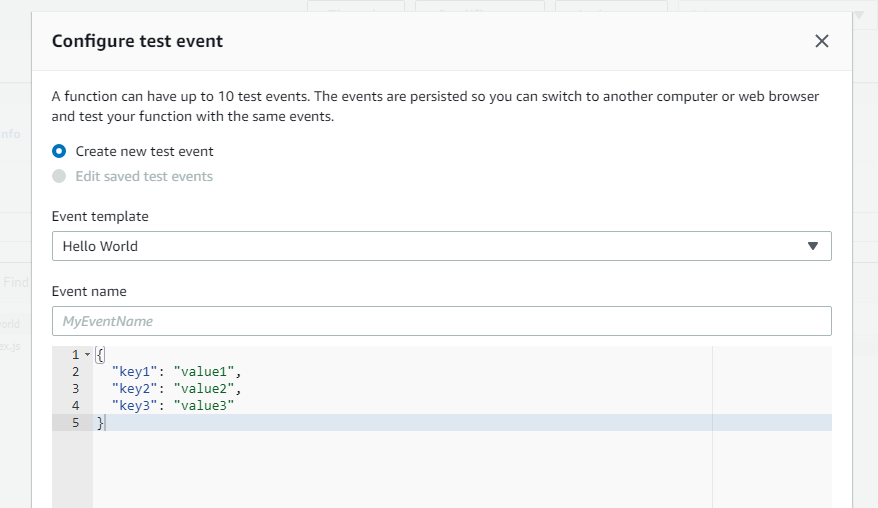 Configure test event
A function can have up to 10 test events. The events are persisted so you can switch to another computer or web browser
and test your function with the same events.
Create new test event
Edit saved test events
Event template
Hello World
Event name
MyEventName
1 {
2 "key1": "value1",
3 "key2": "value2",
4 "key3": "value3"
5 }
Find